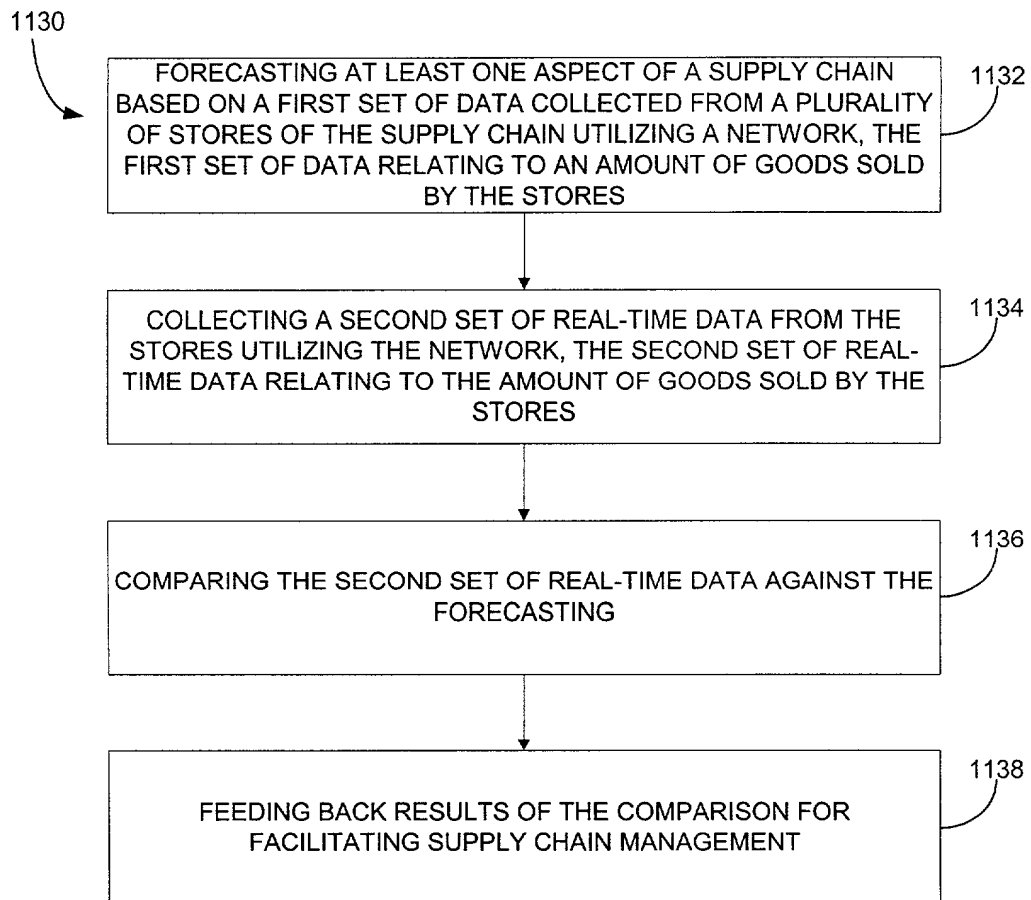 1130
FORECASTING AT LEAST ONE ASPECT OF A SUPPLY CHAIN
BASED ON A FIRST SET OF DATA COLLECTED FROM A PLURALITY
OF STORES OF THE SUPPLY CHAIN UTILIZING A NETWORK, THE
FIRST SET OF DATA RELATING TO AN AMOUNT OF GOODS SOLD
BY THE STORES
1132
COLLECTING A SECOND SET OF REAL-TIME DATA FROM THE
STORES UTILIZING THE NETWORK, THE SECOND SET OF REAL-
TIME DATA RELATING TO THE AMOUNT OF GOODS SOLD BY THE
STORES
1134
COMPARING THE SECOND SET OF REAL-TIME DATA AGAINST THE
FORECASTING
1136
FEEDING BACK RESULTS OF THE COMPARISON FOR
FACILITATING SUPPLY CHAIN MANAGEMENT
1138